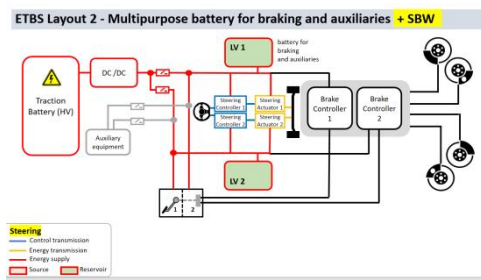 ETBS Layout 2 - Multipurpose battery for braking and auxiliaries + SBW
LV 1
battery for
braking
and auxiliaries
DC /DC
Traction
Battery (HV)
Auxiliary
equipment
Steering
Controller 1
Steering
Actuator 1
Steering
Controller 2
Steering
Actuator 2
Brake
Controller
1
Brake
Controller
2
LV 2
1
2
Steering
Control transmission
Energy transmission
Energy supply
Source
Reservoir